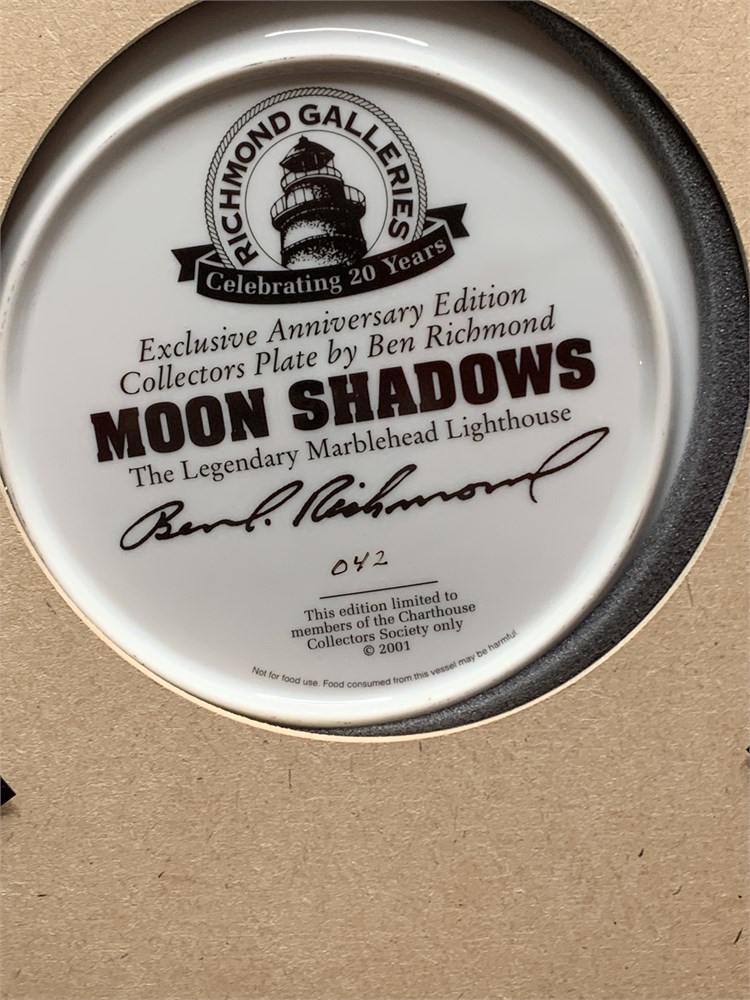 RICHMOND GALLERIES
Celebrating 20 Years
Exclusive Anniversary Edition
Collectors Plate by Ben Richmond
MOON SHADOWS
The Legendary Marblehead Lighthouse
Ben C. Richmond
042
This edition limited to
members of the Charthouse
Collectors Society only
© 2001
Not for food use. Food consumed from this vessel may be harmful.